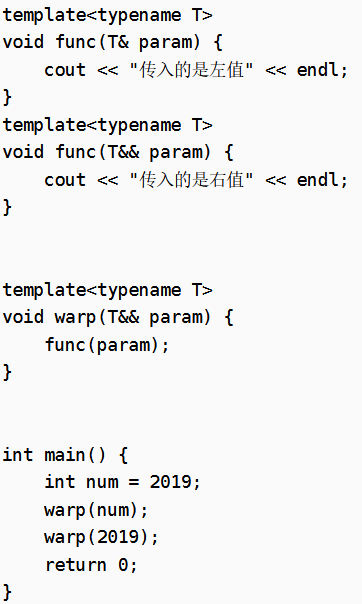 template<typename T>
void func(T& param) {
    cout << "传入的是左值" << endl;
}
template<typename T>
void func(T&& param) {
    cout << "传入的是右值" << endl;
}
template<typename T>
void warp(T&& param) {
    func(param);
}
int main() {
    int num = 2019;
    warp(num);
    warp(2019);
    return 0;
}